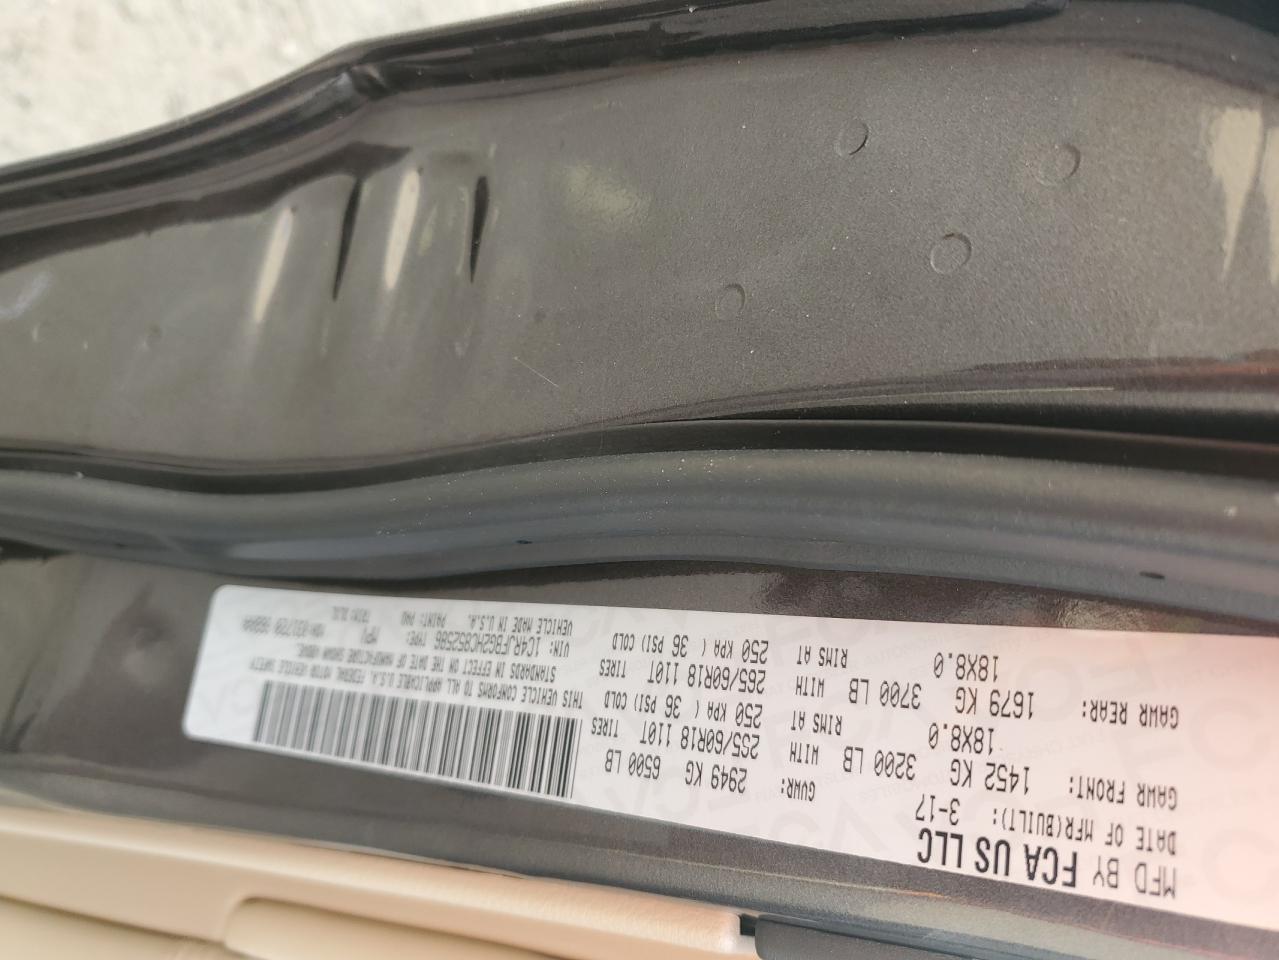 MFD BY FCA US LLC
DATE OF MFR(BUILT): 3-17
GVWR: 2949 KG 6500 LB
GAWR FRONT: 1452 KG 3200 LB WITH 265/60R18 110T TIRES
18X8.0 RIMS AT 250 KPA ( 36 PSI) COLD
GAWR REAR: 1679 KG 3700 LB WITH 265/60R18 110T TIRES
18X8.0 RIMS AT 250 KPA ( 36 PSI) COLD
THIS VEHICLE CONFORMS TO ALL APPLICABLE U.S.A. FEDERAL MOTOR VEHICLE SAFETY
STANDARDS IN EFFECT ON THE DATE OF MANUFACTURE SHOWN ABOVE.
VIN: TYPE: MPV
VEHICLE MADE IN U.S.A. PAINT: PAU